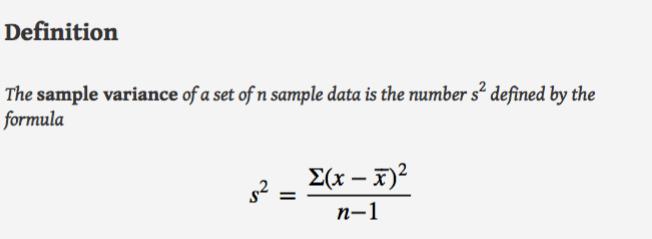 Definition
The sample variance of a set of n sample data is the number s² defined by the
formula
s² = Σ(x − x̅)² / n−1